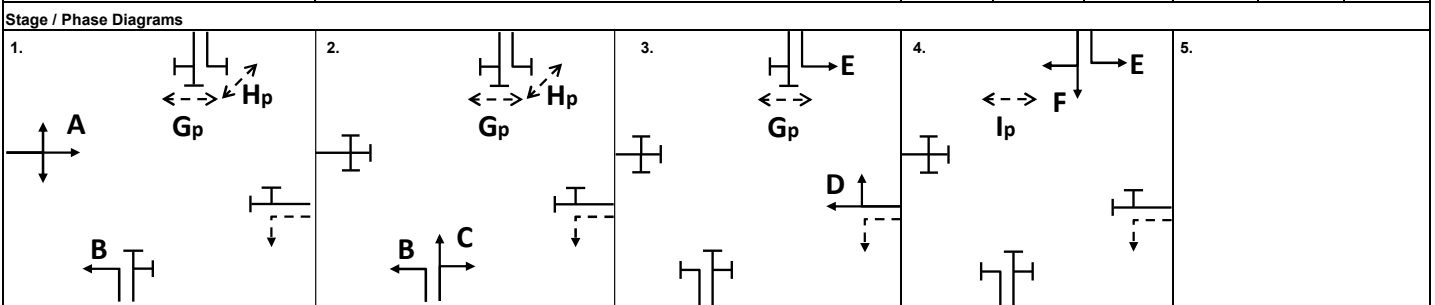 Stage / Phase Diagrams
1.
2.
3.
4.
5.
A
Hp
Gp
B
Hp
Gp
B
C
E
Gp
D
E
F
Ip